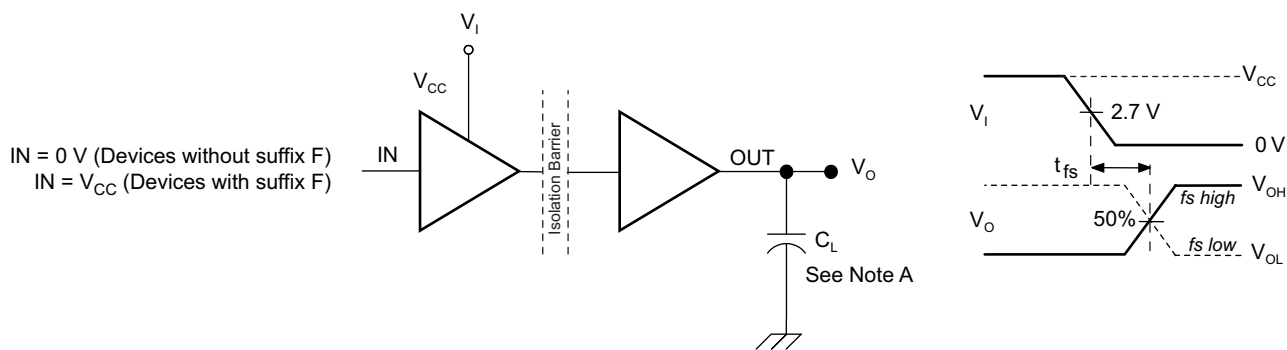 V_I
V_CC
IN = 0 V (Devices without suffix F)
IN = V_CC (Devices with suffix F)
IN
Isolation Barrier
OUT
V_O
C_L
See Note A
V_CC
V_I
2.7 V
0 V
t_fs
V_OH
fs high
V_O
50%
fs low
V_OL